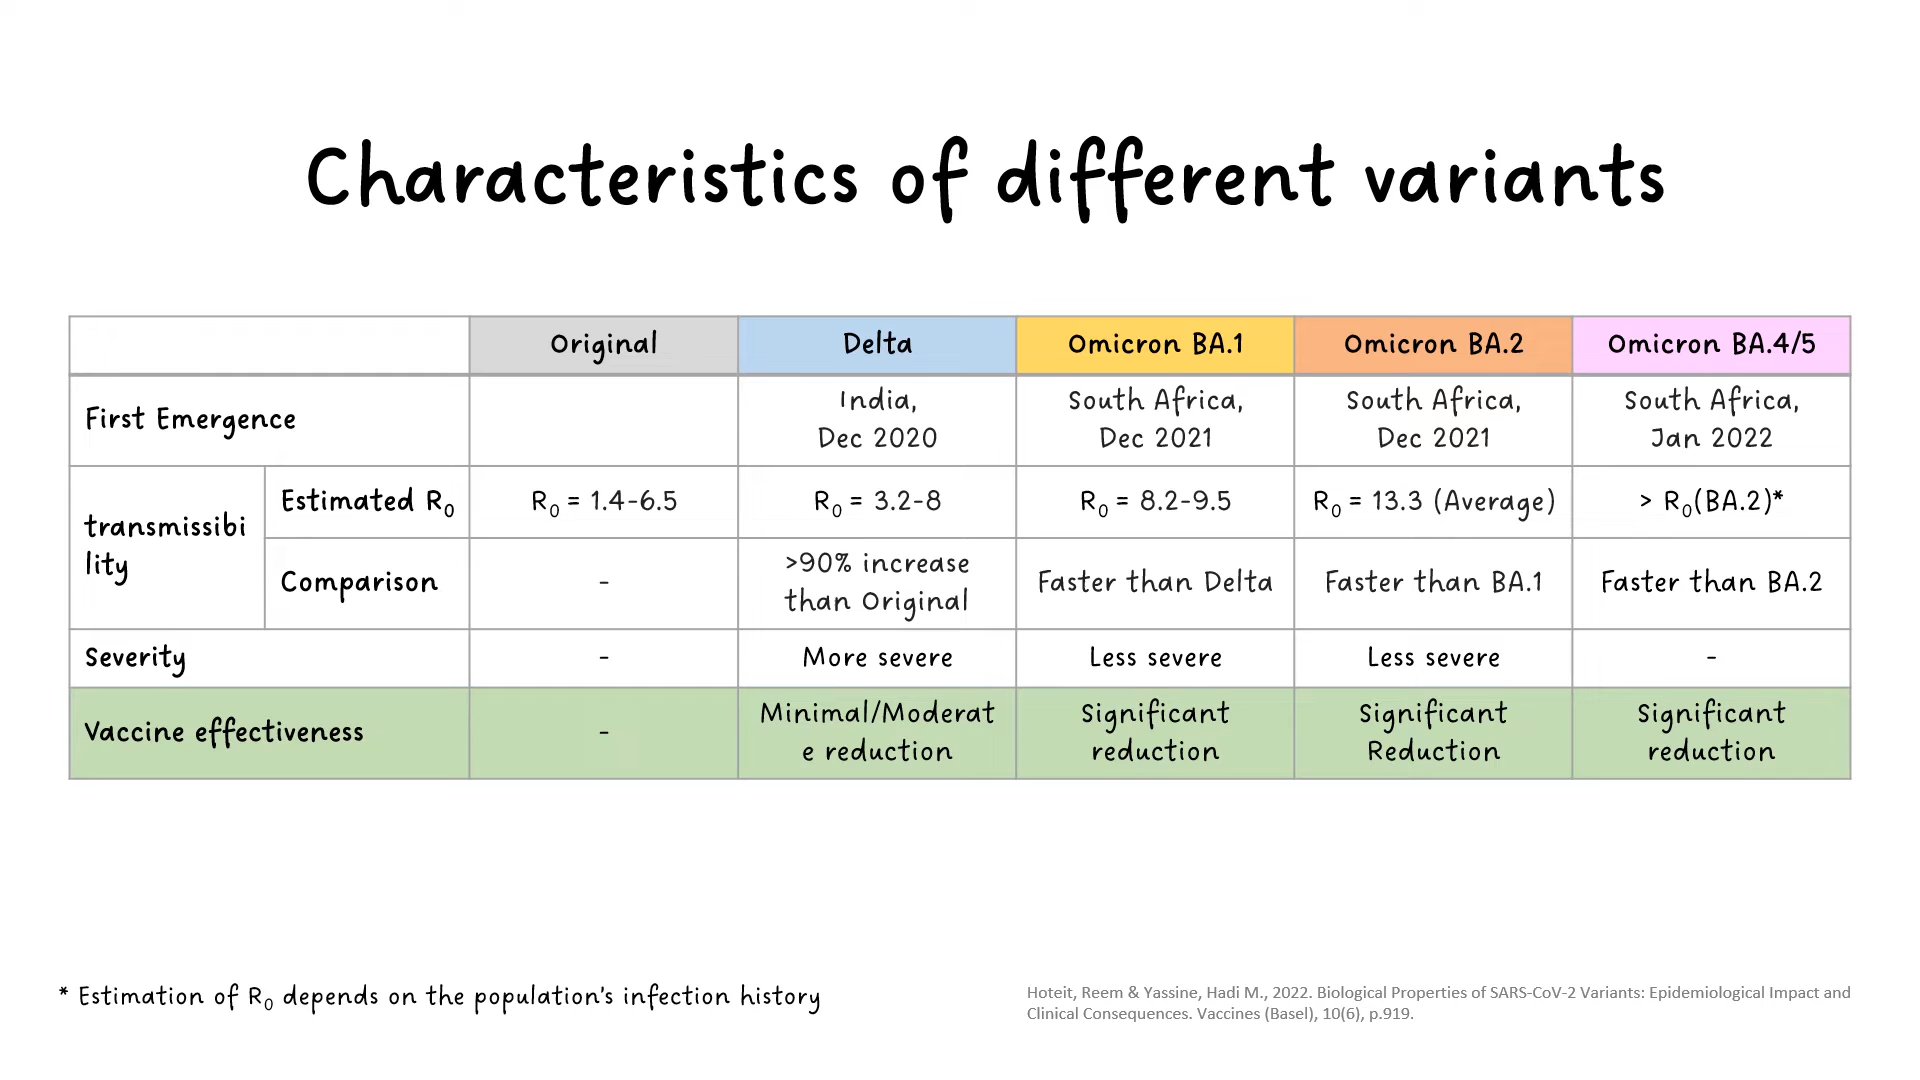 Characteristics of different variants
Original Delta Omicron BA.1 Omicron BA.2 Omicron BA.4/5
First Emergence
India,
Dec 2020
South Africa,
Dec 2021
South Africa,
Dec 2021
South Africa,
Jan 2022
transmissibi
lity
Estimated R₀ R₀ = 1.4-6.5 R₀ = 3.2-8 R₀ = 8.2-9.5 R₀ = 13.3 (Average) > R₀(BA.2)*
Comparison -
>90% increase
than Original
Faster than Delta Faster than BA.1 Faster than BA.2
Severity - More severe Less severe Less severe -
Vaccine effectiveness -
Minimal/Moderat
e reduction
Significant
reduction
Significant
Reduction
Significant
reduction
* Estimation of R₀ depends on the population's infection history
Hoteit, Reem & Yassine, Hadi M., 2022. Biological Properties of SARS-CoV-2 Variants: Epidemiological Impact and
Clinical Consequences. Vaccines (Basel), 10(6), p.919.